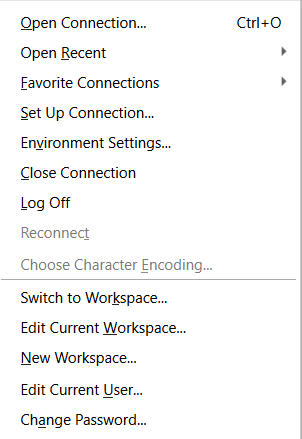 Open Connection... Ctrl+O
Open Recent
Favorite Connections
Set Up Connection...
Environment Settings...
Close Connection
Log Off
Reconnect
Choose Character Encoding...
Switch to Workspace...
Edit Current Workspace...
New Workspace...
Edit Current User...
Change Password...